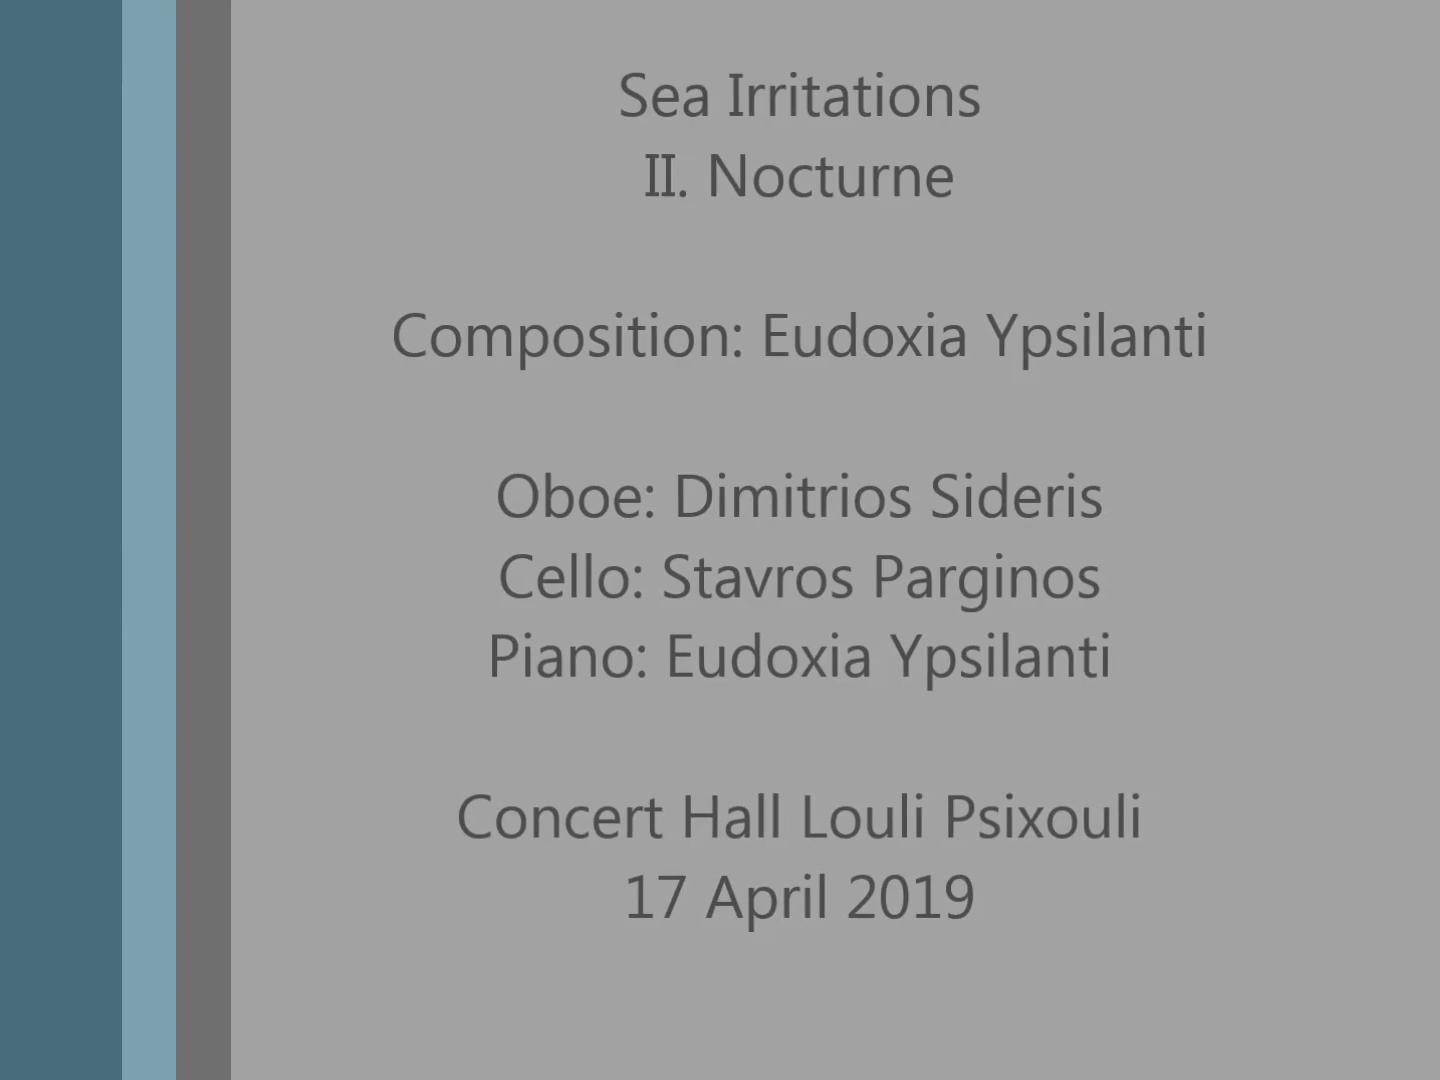 Sea Irritations
II. Nocturne
Composition: Eudoxia Ypsilanti
Oboe: Dimitrios Sideris
Cello: Stavros Parginos
Piano: Eudoxia Ypsilanti
Concert Hall Louli Psixouli
17 April 2019